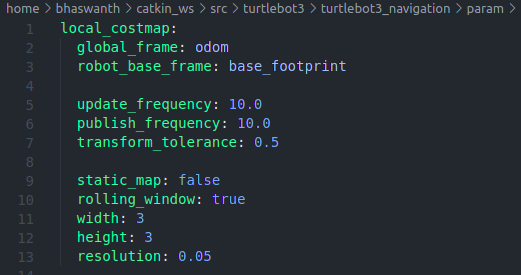 home > bhaswanth > catkin_ws > src > turtlebot3 > turtlebot3_navigation > param >
1 local_costmap:
2 global_frame: odom
3 robot_base_frame: base_footprint
4
5 update_frequency: 10.0
6 publish_frequency: 10.0
7 transform_tolerance: 0.5
8
9 static_map: false
10 rolling_window: true
11 width: 3
12 height: 3
13 resolution: 0.05
14